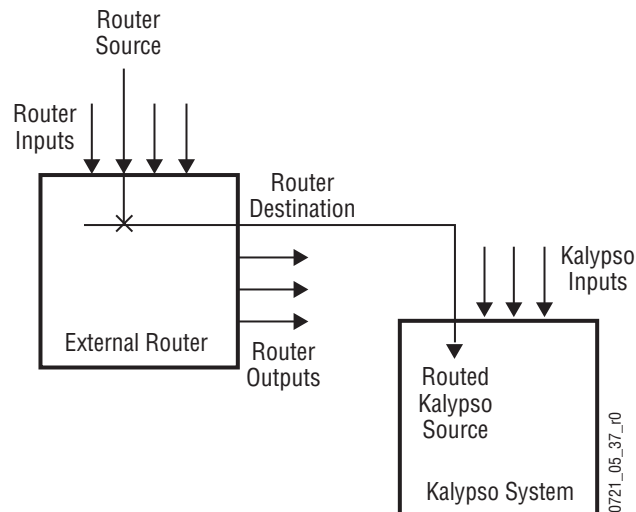 Router
Source
Router
Inputs
Router
Destination
Kalypso
Inputs
External Router
Router
Outputs
Routed
Kalypso
Source
Kalypso System
0721_05_37_r0